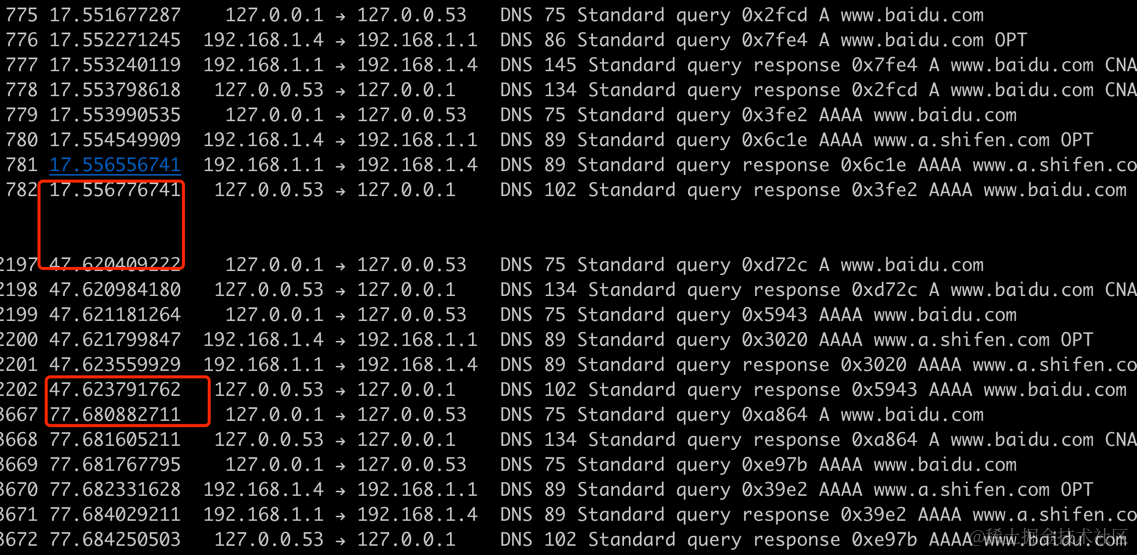 775 17.551677287 127.0.0.1 → 127.0.0.53 DNS 75 Standard query 0x2fcd A www.baidu.com
776 17.552271245 192.168.1.4 → 192.168.1.1 DNS 86 Standard query 0x7fe4 A www.baidu.com OPT
777 17.553240119 192.168.1.1 → 192.168.1.4 DNS 145 Standard query response 0x7fe4 A www.baidu.com CNA
778 17.553798618 127.0.0.53 → 127.0.0.1 DNS 134 Standard query response 0x2fcd A www.baidu.com CNA
779 17.553990535 127.0.0.1 → 127.0.0.53 DNS 75 Standard query 0x3fe2 AAAA www.baidu.com
780 17.554549909 192.168.1.4 → 192.168.1.1 DNS 89 Standard query 0x6c1e AAAA www.a.shifen.com OPT
781 17.556556741 192.168.1.1 → 192.168.1.4 DNS 89 Standard query response 0x6c1e AAAA www.a.shifen.co
782 17.556776741 127.0.0.53 → 127.0.0.1 DNS 102 Standard query response 0x3fe2 AAAA www.baidu.com
2197 47.620409222 127.0.0.1 → 127.0.0.53 DNS 75 Standard query 0xd72c A www.baidu.com
2198 47.620984180 127.0.0.53 → 127.0.0.1 DNS 134 Standard query response 0xd72c A www.baidu.com CNA
2199 47.621181264 127.0.0.1 → 127.0.0.53 DNS 75 Standard query 0x5943 AAAA www.baidu.com
2200 47.621799847 192.168.1.4 → 192.168.1.1 DNS 89 Standard query 0x3020 AAAA www.a.shifen.com OPT
2201 47.623559929 192.168.1.1 → 192.168.1.4 DNS 89 Standard query response 0x3020 AAAA www.a.shifen.co
2202 47.623791762 127.0.0.53 → 127.0.0.1 DNS 102 Standard query response 0x5943 AAAA www.baidu.com
3667 77.680882711 127.0.0.1 → 127.0.0.53 DNS 75 Standard query 0xa864 A www.baidu.com
3668 77.681605211 127.0.0.53 → 127.0.0.1 DNS 134 Standard query response 0xa864 A www.baidu.com CNA
3669 77.681767795 127.0.0.1 → 127.0.0.53 DNS 75 Standard query 0xe97b AAAA www.baidu.com
3670 77.682331628 192.168.1.4 → 192.168.1.1 DNS 89 Standard query 0x39e2 AAAA www.a.shifen.com OPT
3671 77.684029211 192.168.1.1 → 192.168.1.4 DNS 89 Standard query response 0x39e2 AAAA www.a.shifen.co
3672 77.684250503 127.0.0.53 → 127.0.0.1 DNS 102 Standard query response 0xe97b AAAA www.baidu.com
@稀土掘金技术社区